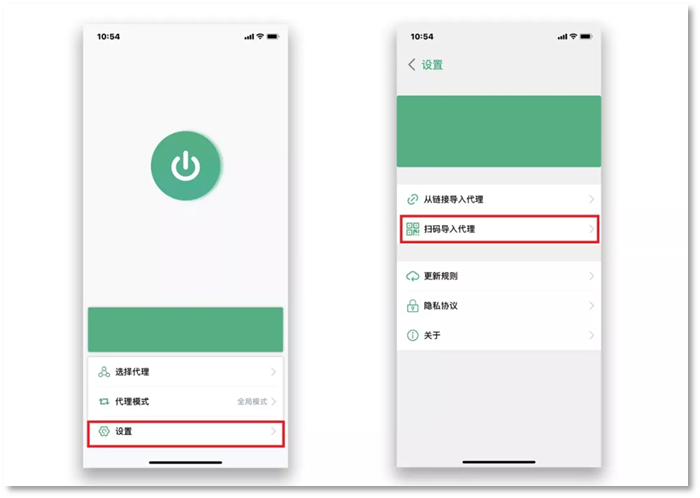 10:54
选择代理
代理模式 全局模式
设置
10:54
设置
从链接导入代理
扫码导入代理
更新规则
隐私协议
关于